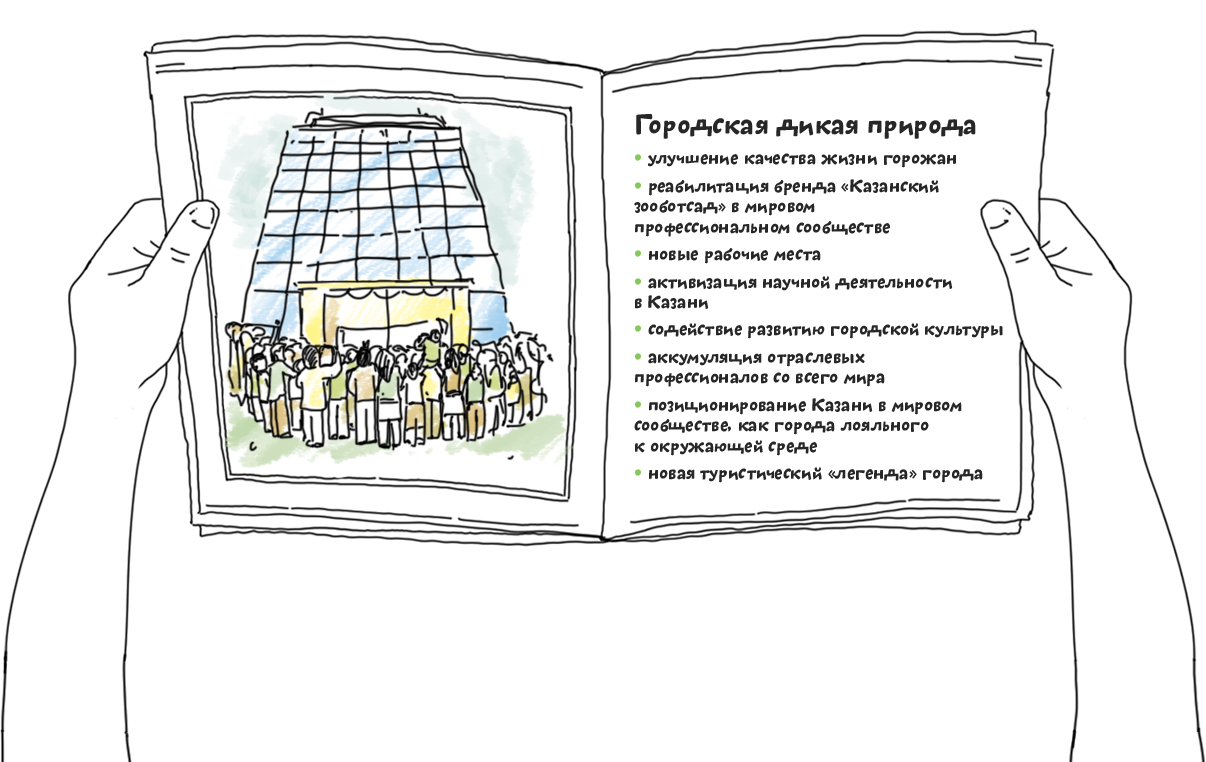 Городская дикая природа
• улучшение качества жизни горожан
• реабилитация бренда «Казанский
зооботсад» в мировом
профессиональном сообществе
• новые рабочие места
• активизация научной деятельности
в Казани
• содействие развитию городской культуры
• аккумуляция отраслевых
профессионалов со всего мира
• позиционирование Казани в мировом
сообществе, как города лояльного
к окружающей среде
• новая туристический «легенда» города